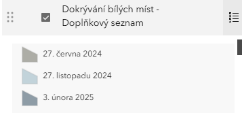 Dokrývání bílých míst -
Doplňkový seznam
27. června 2024
27. listopadu 2024
3. února 2025